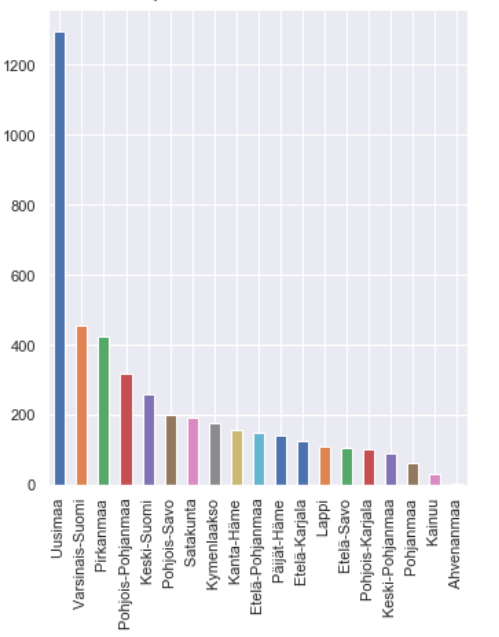 1200
1000
800
600
400
200
0
Uusimaa
Varsinais-Suomi
Pirkanmaa
Pohjois-Pohjanmaa
Keski-Suomi
Pohjois-Savo
Satakunta
Kymenlaakso
Kanta-Häme
Etelä-Pohjanmaa
Päijät-Häme
Etelä-Karjala
Lappi
Etelä-Savo
Pohjois-Karjala
Keski-Pohjanmaa
Pohjanmaa
Kainuu
Ahvenanmaa